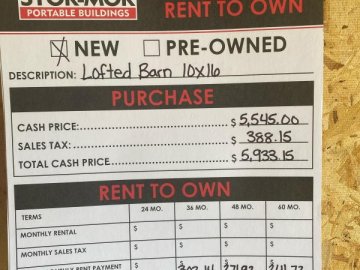 STOR-MOR
PORTABLE BUILDINGS
RENT TO OWN
NEW PRE-OWNED
DESCRIPTION: Lofted Barn 10x16
PURCHASE
CASH PRICE: $ 5,545.00
SALES TAX: $ 388.15
TOTAL CASH PRICE $ 5,933.15
RENT TO OWN
TERMS 24 MO. 36 MO. 48 MO. 60 MO.
MONTHLY RENTAL $ $ $ $
MONTHLY SALES TAX $ $ $ $
RENT PAYMENT